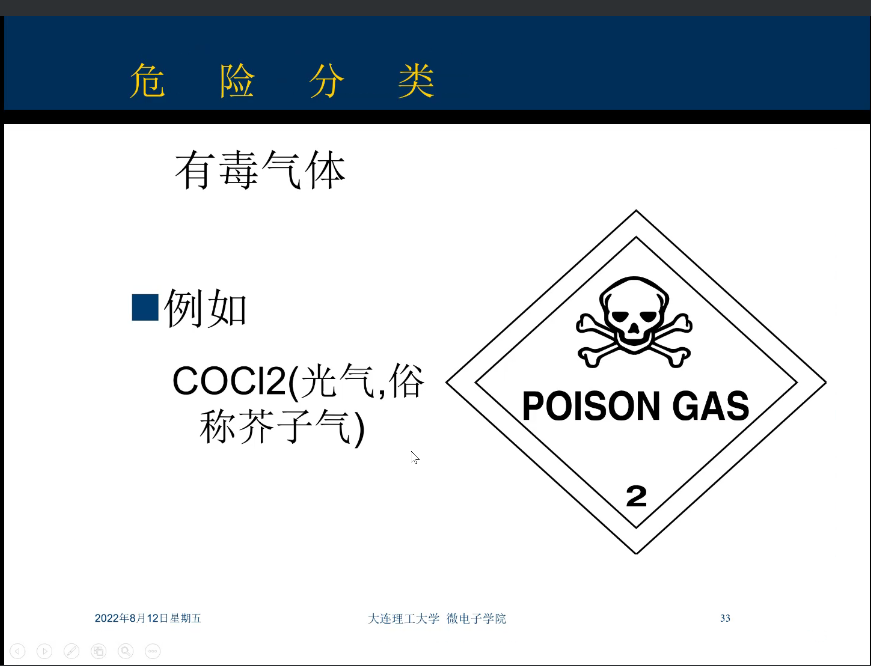 危 险 分 类
有毒气体
■例如
COCl2(光气,俗
称芥子气)
POISON GAS
2
2022年8月12日星期五
大连理工大学 微电子学院
33